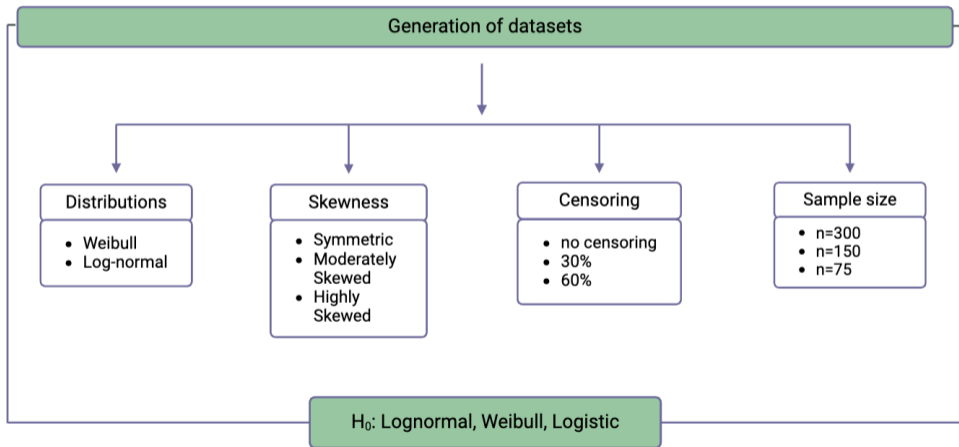 Generation of datasets
Distributions
• Weibull
• Log-normal
Skewness
• Symmetric
• Moderately
Skewed
• Highly
Skewed
Censoring
• no censoring
• 30%
• 60%
Sample size
• n=300
• n=150
• n=75
H₀: Lognormal, Weibull, Logistic